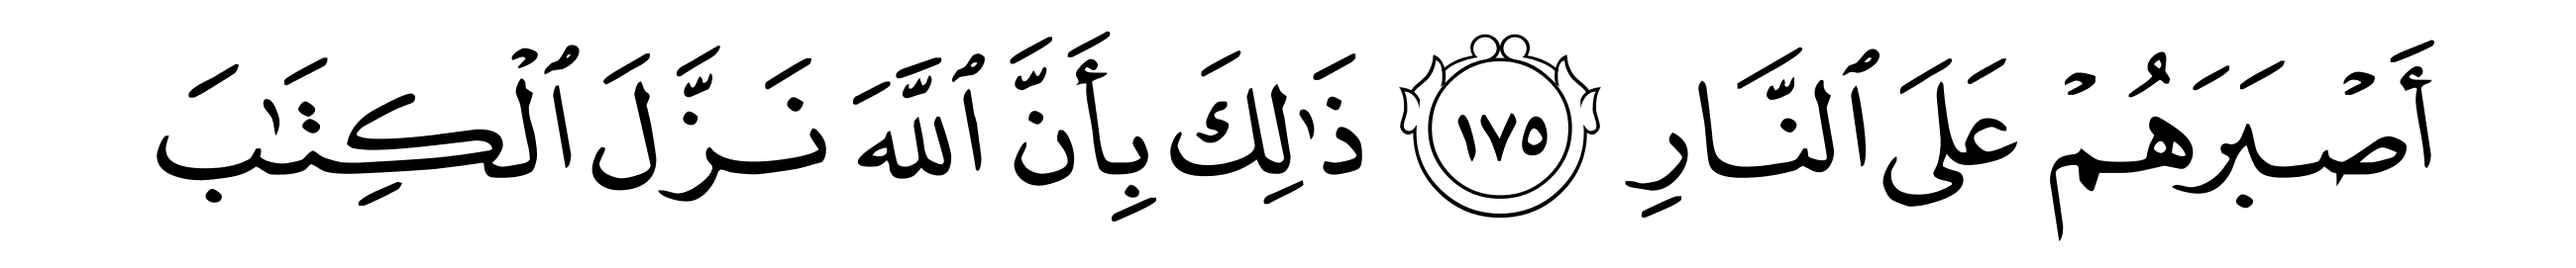 أَصۡبَرَهُمۡ عَلَى ٱلنَّارِ ١٧٥ ذَٰلِكَ بِأَنَّ ٱللَّهَ نَزَّلَ ٱلۡكِتَٰبَ